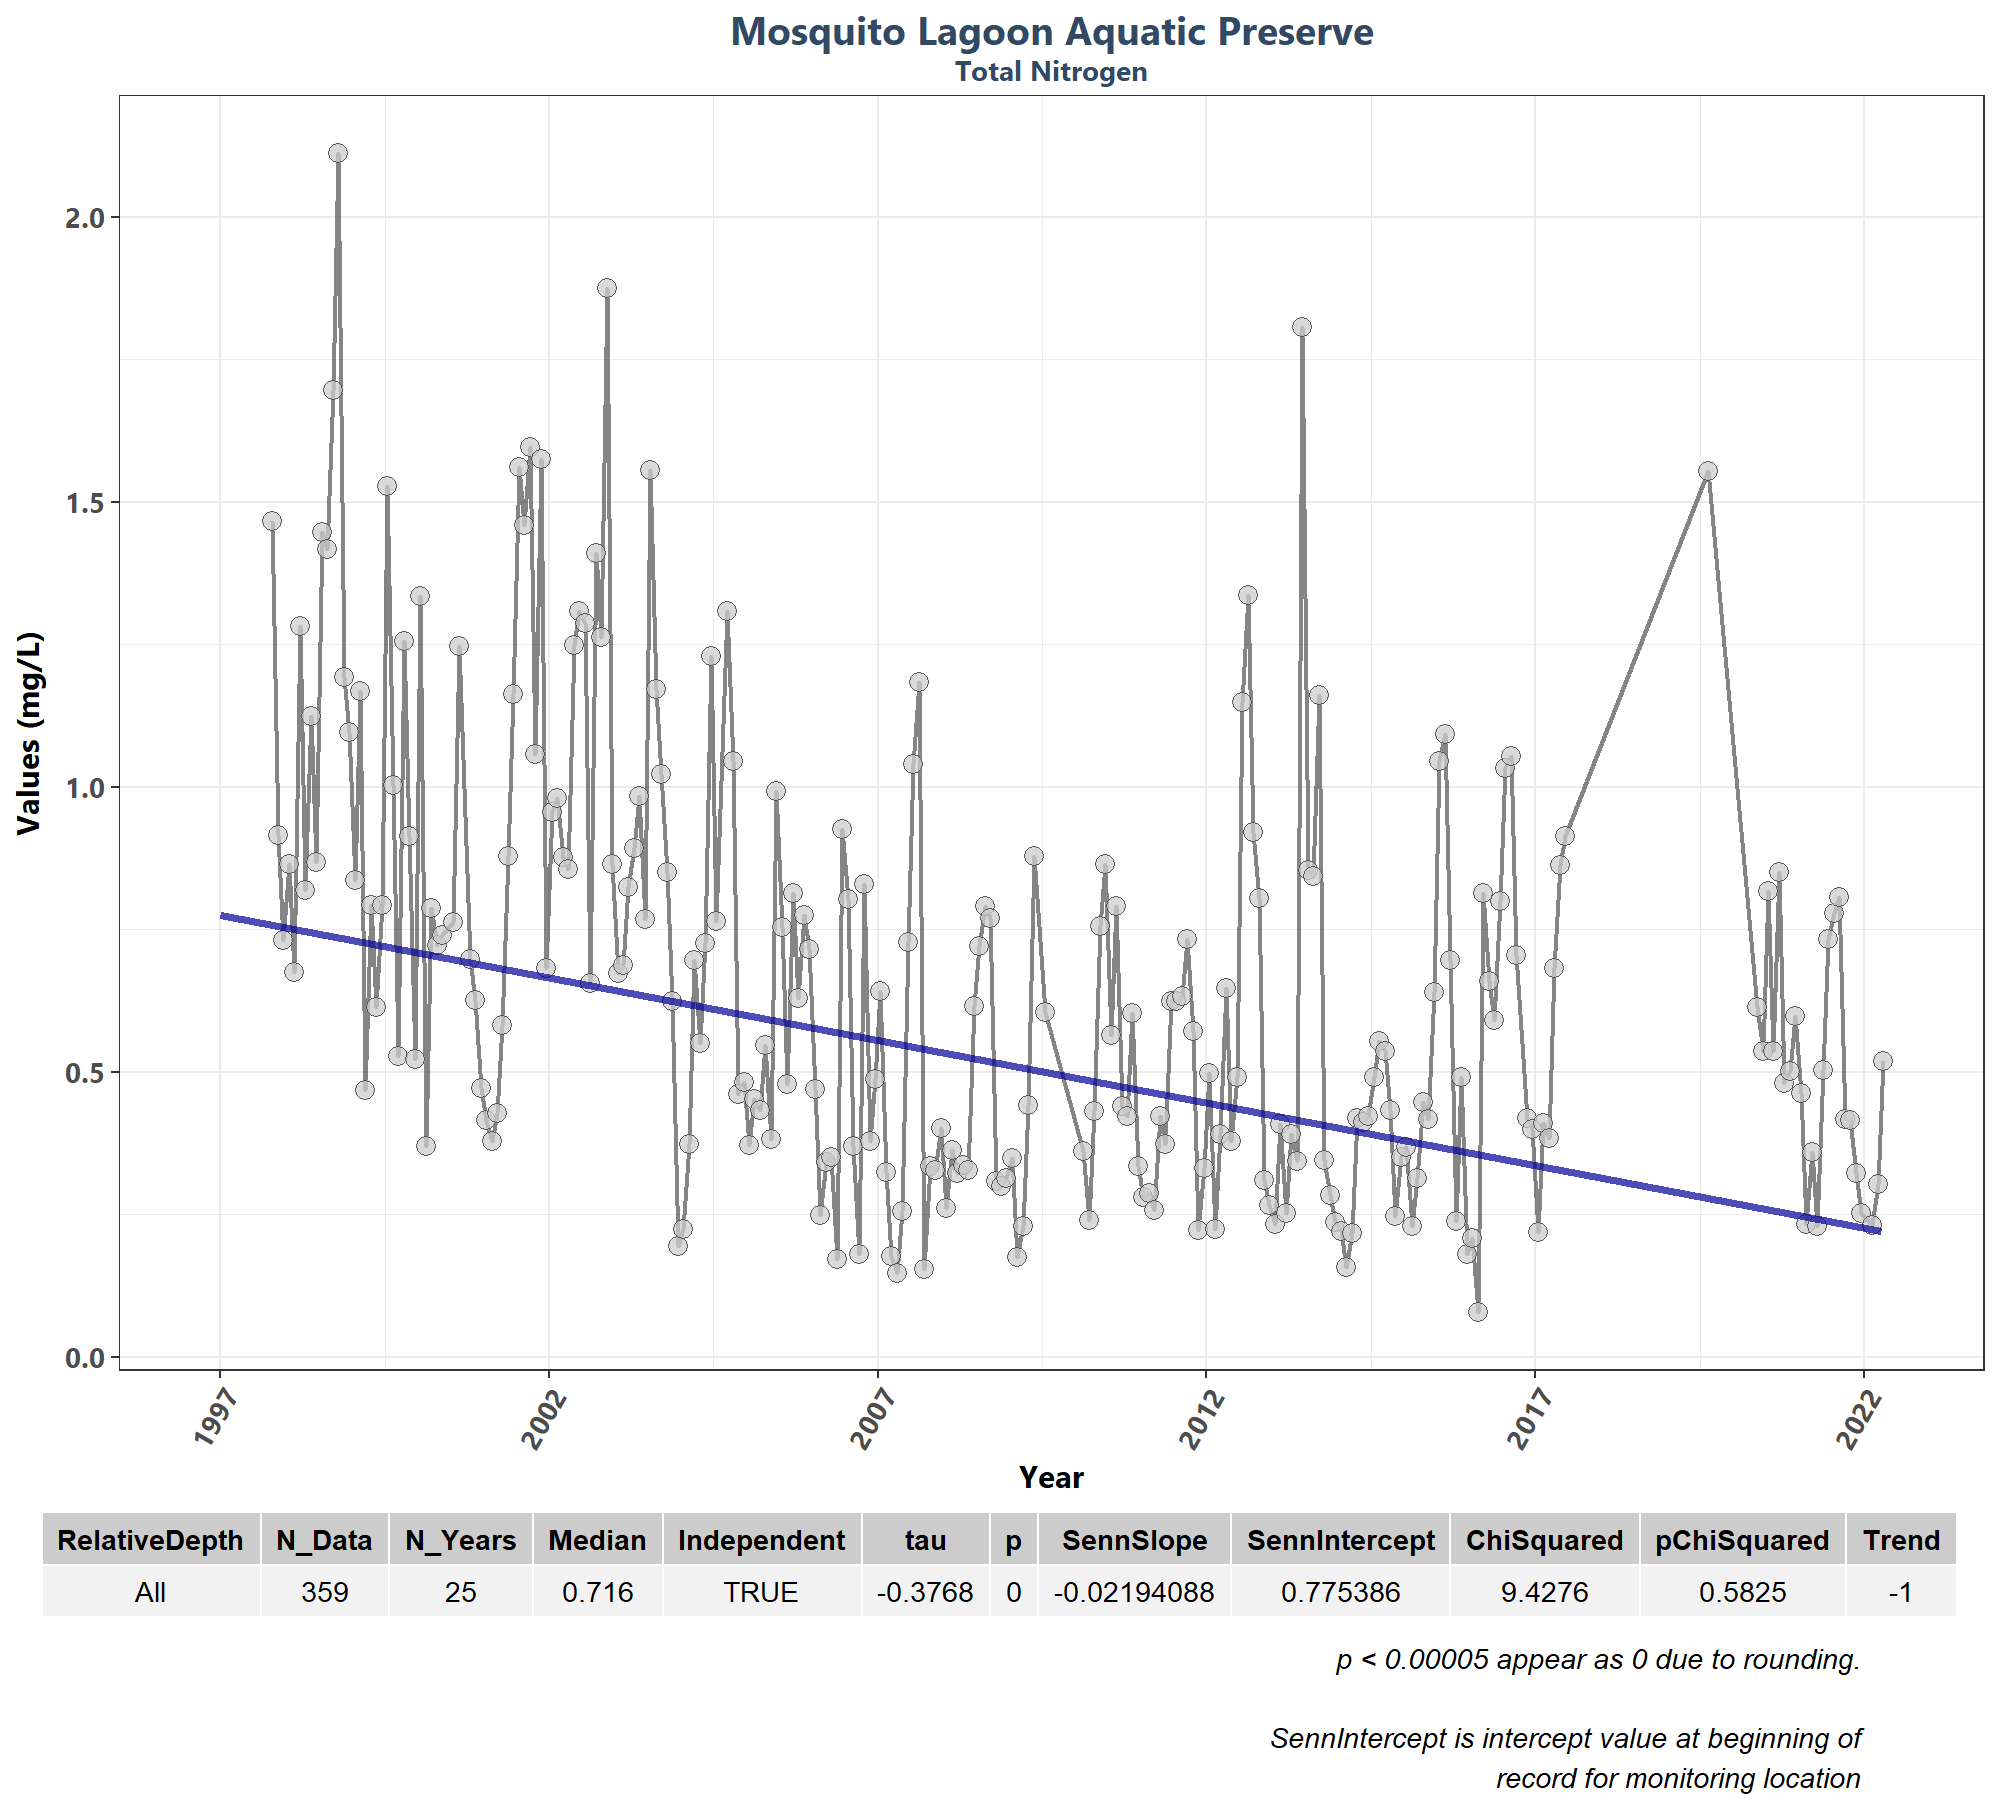 Mosquito Lagoon Aquatic Preserve
Total Nitrogen
Values (mg/L)
2.0
1.5
1.0
0.5
0.0
1997 2002 2007 2012 2017 2022
Year
RelativeDepth N_Data N_Years Median Independent tau p SennSlope SennIntercept ChiSquared pChiSquared Trend
All 359 25 0.716 TRUE -0.3768 0 -0.02194088 0.775386 9.4276 0.5825 -1
p < 0.00005 appear as 0 due to rounding.
SennIntercept is intercept value at beginning of
record for monitoring location